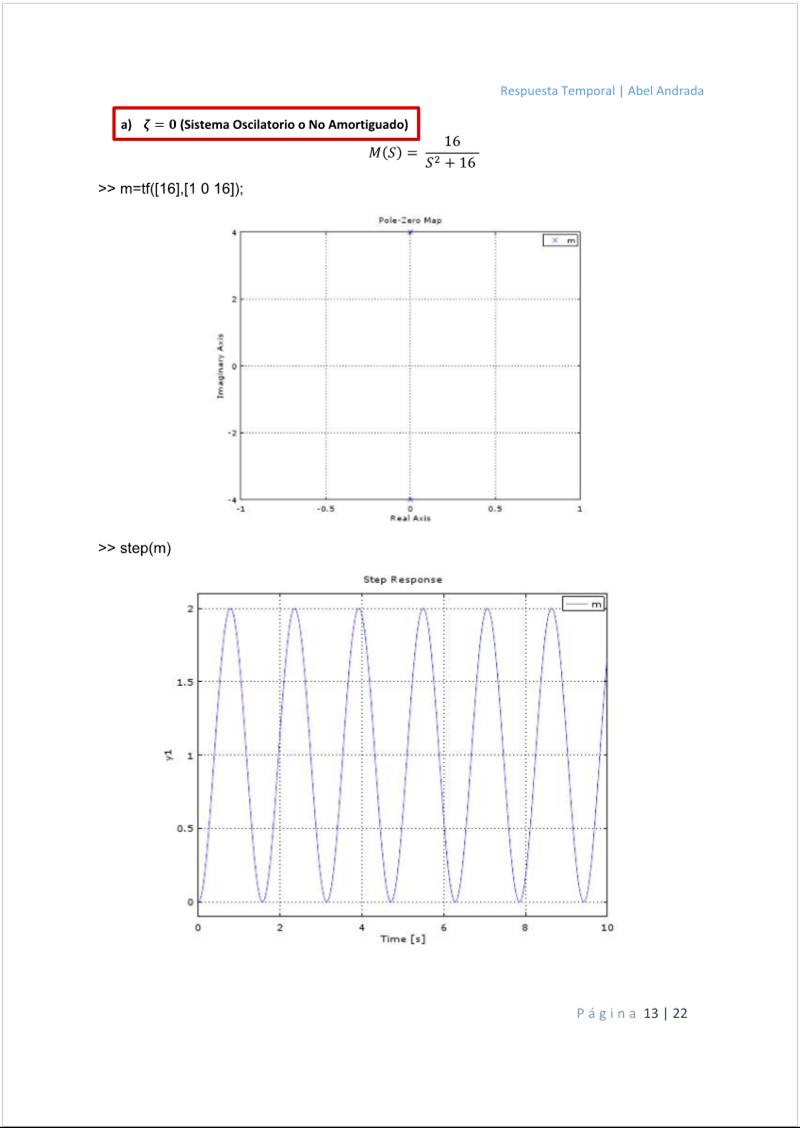 Respuesta Temporal | Abel Andrada
a) ζ = 0 (Sistema Oscilatorio o No Amortiguado)
M(S) = 16 / (S² + 16)
>> m=tf([16],[1 0 16]);
Pole-Zero Map
m
4
2
0
-2
-4
Imaginary Axis
-1 -0.5 0 0.5 1
Real Axis
>> step(m)
Step Response
m
2
1.5
1
0.5
0
y1
0 2 4 6 8 10
Time [s]
Página 13 | 22